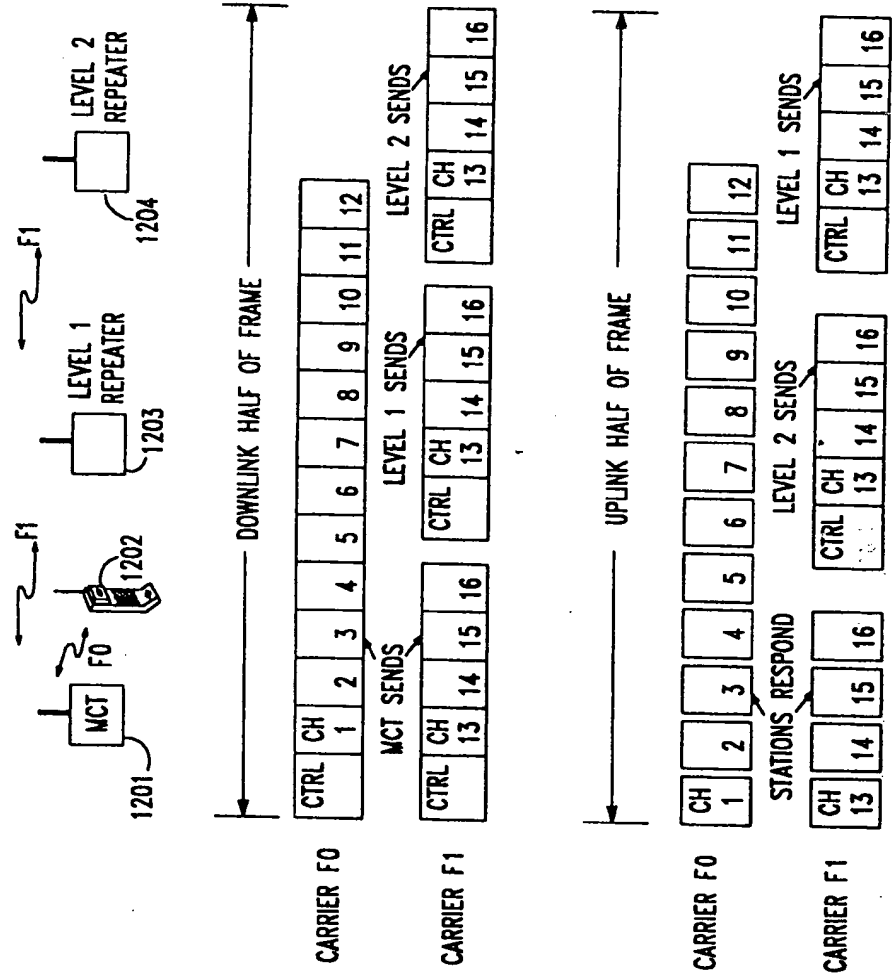 F1
F1
LEVEL 1
REPEATER
LEVEL 2
REPEATER
MCT
F0
1201
1202
1203
1204
DOWNLINK HALF OF FRAME
CARRIER F0
CTRL CH 1 2 3 4 5 6 7 8 9 10 11 12
MCT SENDS
LEVEL 1 SENDS
LEVEL 2 SENDS
CARRIER F1
CTRL CH 13 14 15 16
CTRL CH 13 14 15 16
CTRL CH 13 14 15 16
UPLINK HALF OF FRAME
CARRIER F0
CH 1 2 3 4 5 6 7 8 9 10 11 12
STATIONS RESPOND
LEVEL 2 SENDS
LEVEL 1 SENDS
CARRIER F1
CH 13 14 15 16
CTRL CH 13 14 15 16
CTRL CH 13 14 15 16